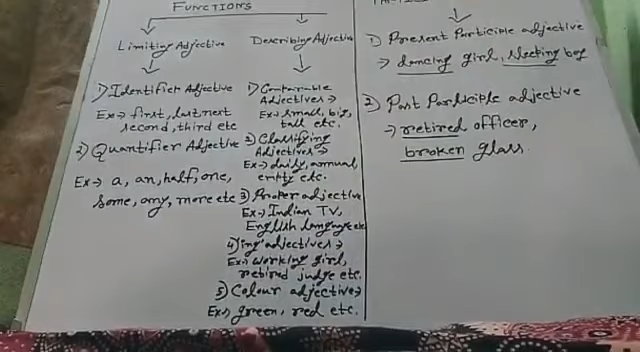 FUNCTIONS
Limiting Adjective
1) Identifier Adjective
Ex → first, last, next
second, third etc
2) Quantifier Adjective
Ex → a, an, half, one,
some, any, more etc
Describing Adjective
1) Comparable
Adjectives →
Ex → small, big,
tall etc.
2) Classifying
Adjectives →
Ex → daily, annual,
empty etc.
3) Proper adjective
Ex → Indian TV,
English language etc
4) ing adjectives →
Ex → working girl,
retired judge etc.
5) Colour adjective →
Ex → green, red etc.
1) Present Participle adjective
→ dancing girl, sleeping boy
2) Past Participle adjective
→ retired officer,
broken glass.